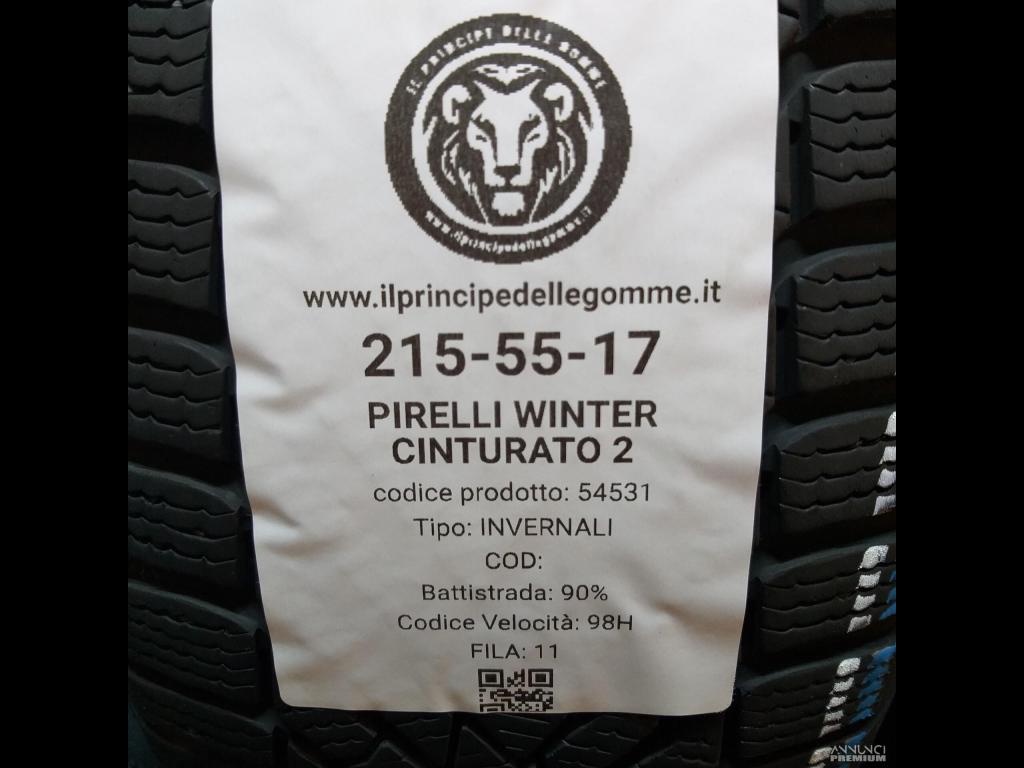 IL PRINCIPE DELLE GOMME
www.ilprincipedellegomme.it
www.ilprincipedellegomme.it
215-55-17
PIRELLI WINTER
CINTURATO 2
codice prodotto: 54531
Tipo: INVERNALI
COD:
Battistrada: 90%
Codice Velocità: 98H
FILA: 11
ANNUNCI
PREMIUM